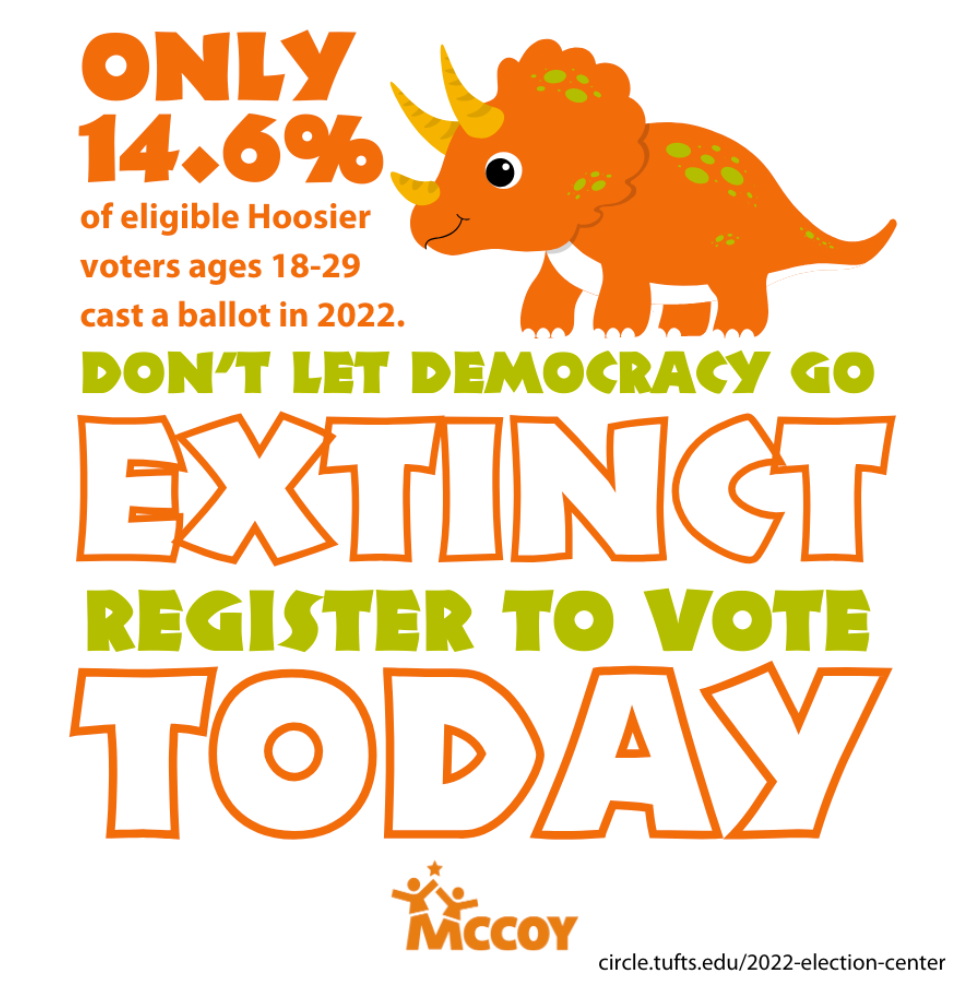 ONLY
14.6%
of eligible Hoosier
voters ages 18-29
cast a ballot in 2022.
DON'T LET DEMOCRACY GO
EXTINCT
REGISTER TO VOTE
TODAY
MCCOY
circle.tufts.edu/2022-election-center